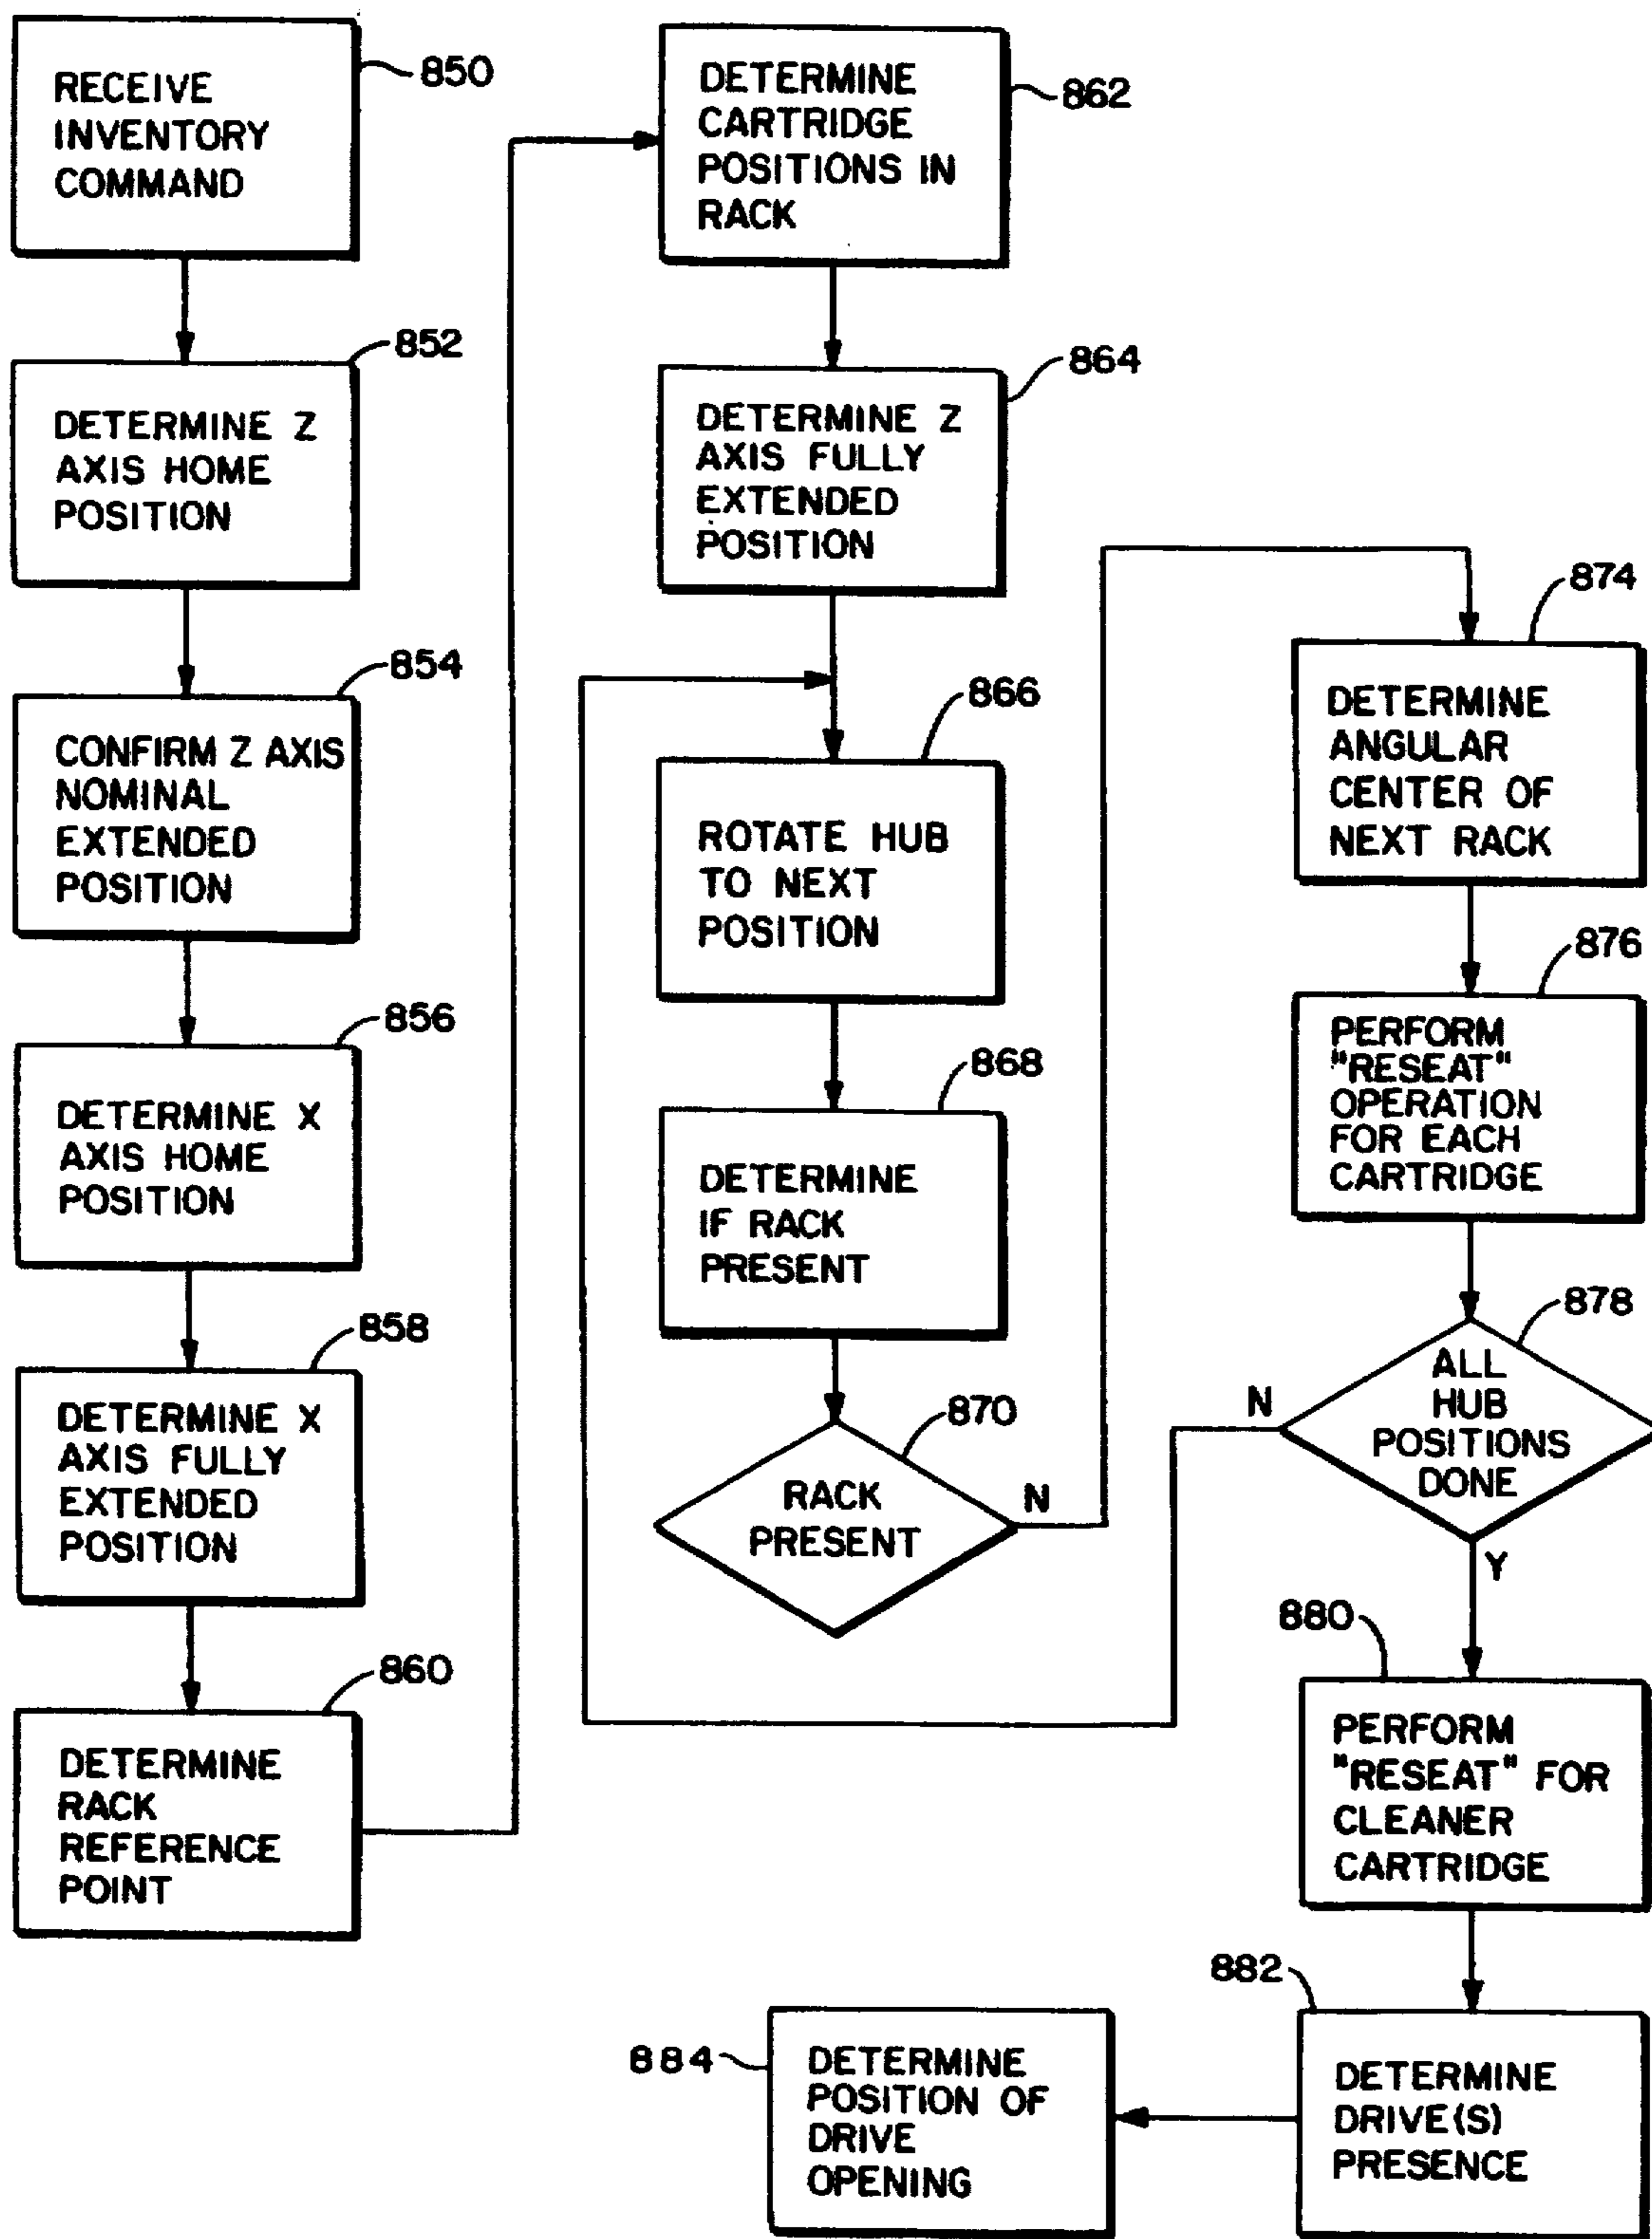 RECEIVE
INVENTORY
COMMAND
850
DETERMINE Z
AXIS HOME
POSITION
852
CONFIRM Z AXIS
NOMINAL
EXTENDED
POSITION
854
DETERMINE X
AXIS HOME
POSITION
856
DETERMINE X
AXIS FULLY
EXTENDED
POSITION
858
DETERMINE
RACK
REFERENCE
POINT
860
DETERMINE
CARTRIDGE
POSITIONS IN
RACK
862
DETERMINE Z
AXIS FULLY
EXTENDED
POSITION
864
ROTATE HUB
TO NEXT
POSITION
866
DETERMINE
IF RACK
PRESENT
868
RACK
PRESENT
870
N
DETERMINE
ANGULAR
CENTER OF
NEXT RACK
874
PERFORM
"RESEAT"
OPERATION
FOR EACH
CARTRIDGE
876
ALL
HUB
POSITIONS
DONE
878
N
Y
PERFORM
"RESEAT" FOR
CLEANER
CARTRIDGE
880
DETERMINE
DRIVE(S)
PRESENCE
882
DETERMINE
POSITION OF
DRIVE
OPENING
884